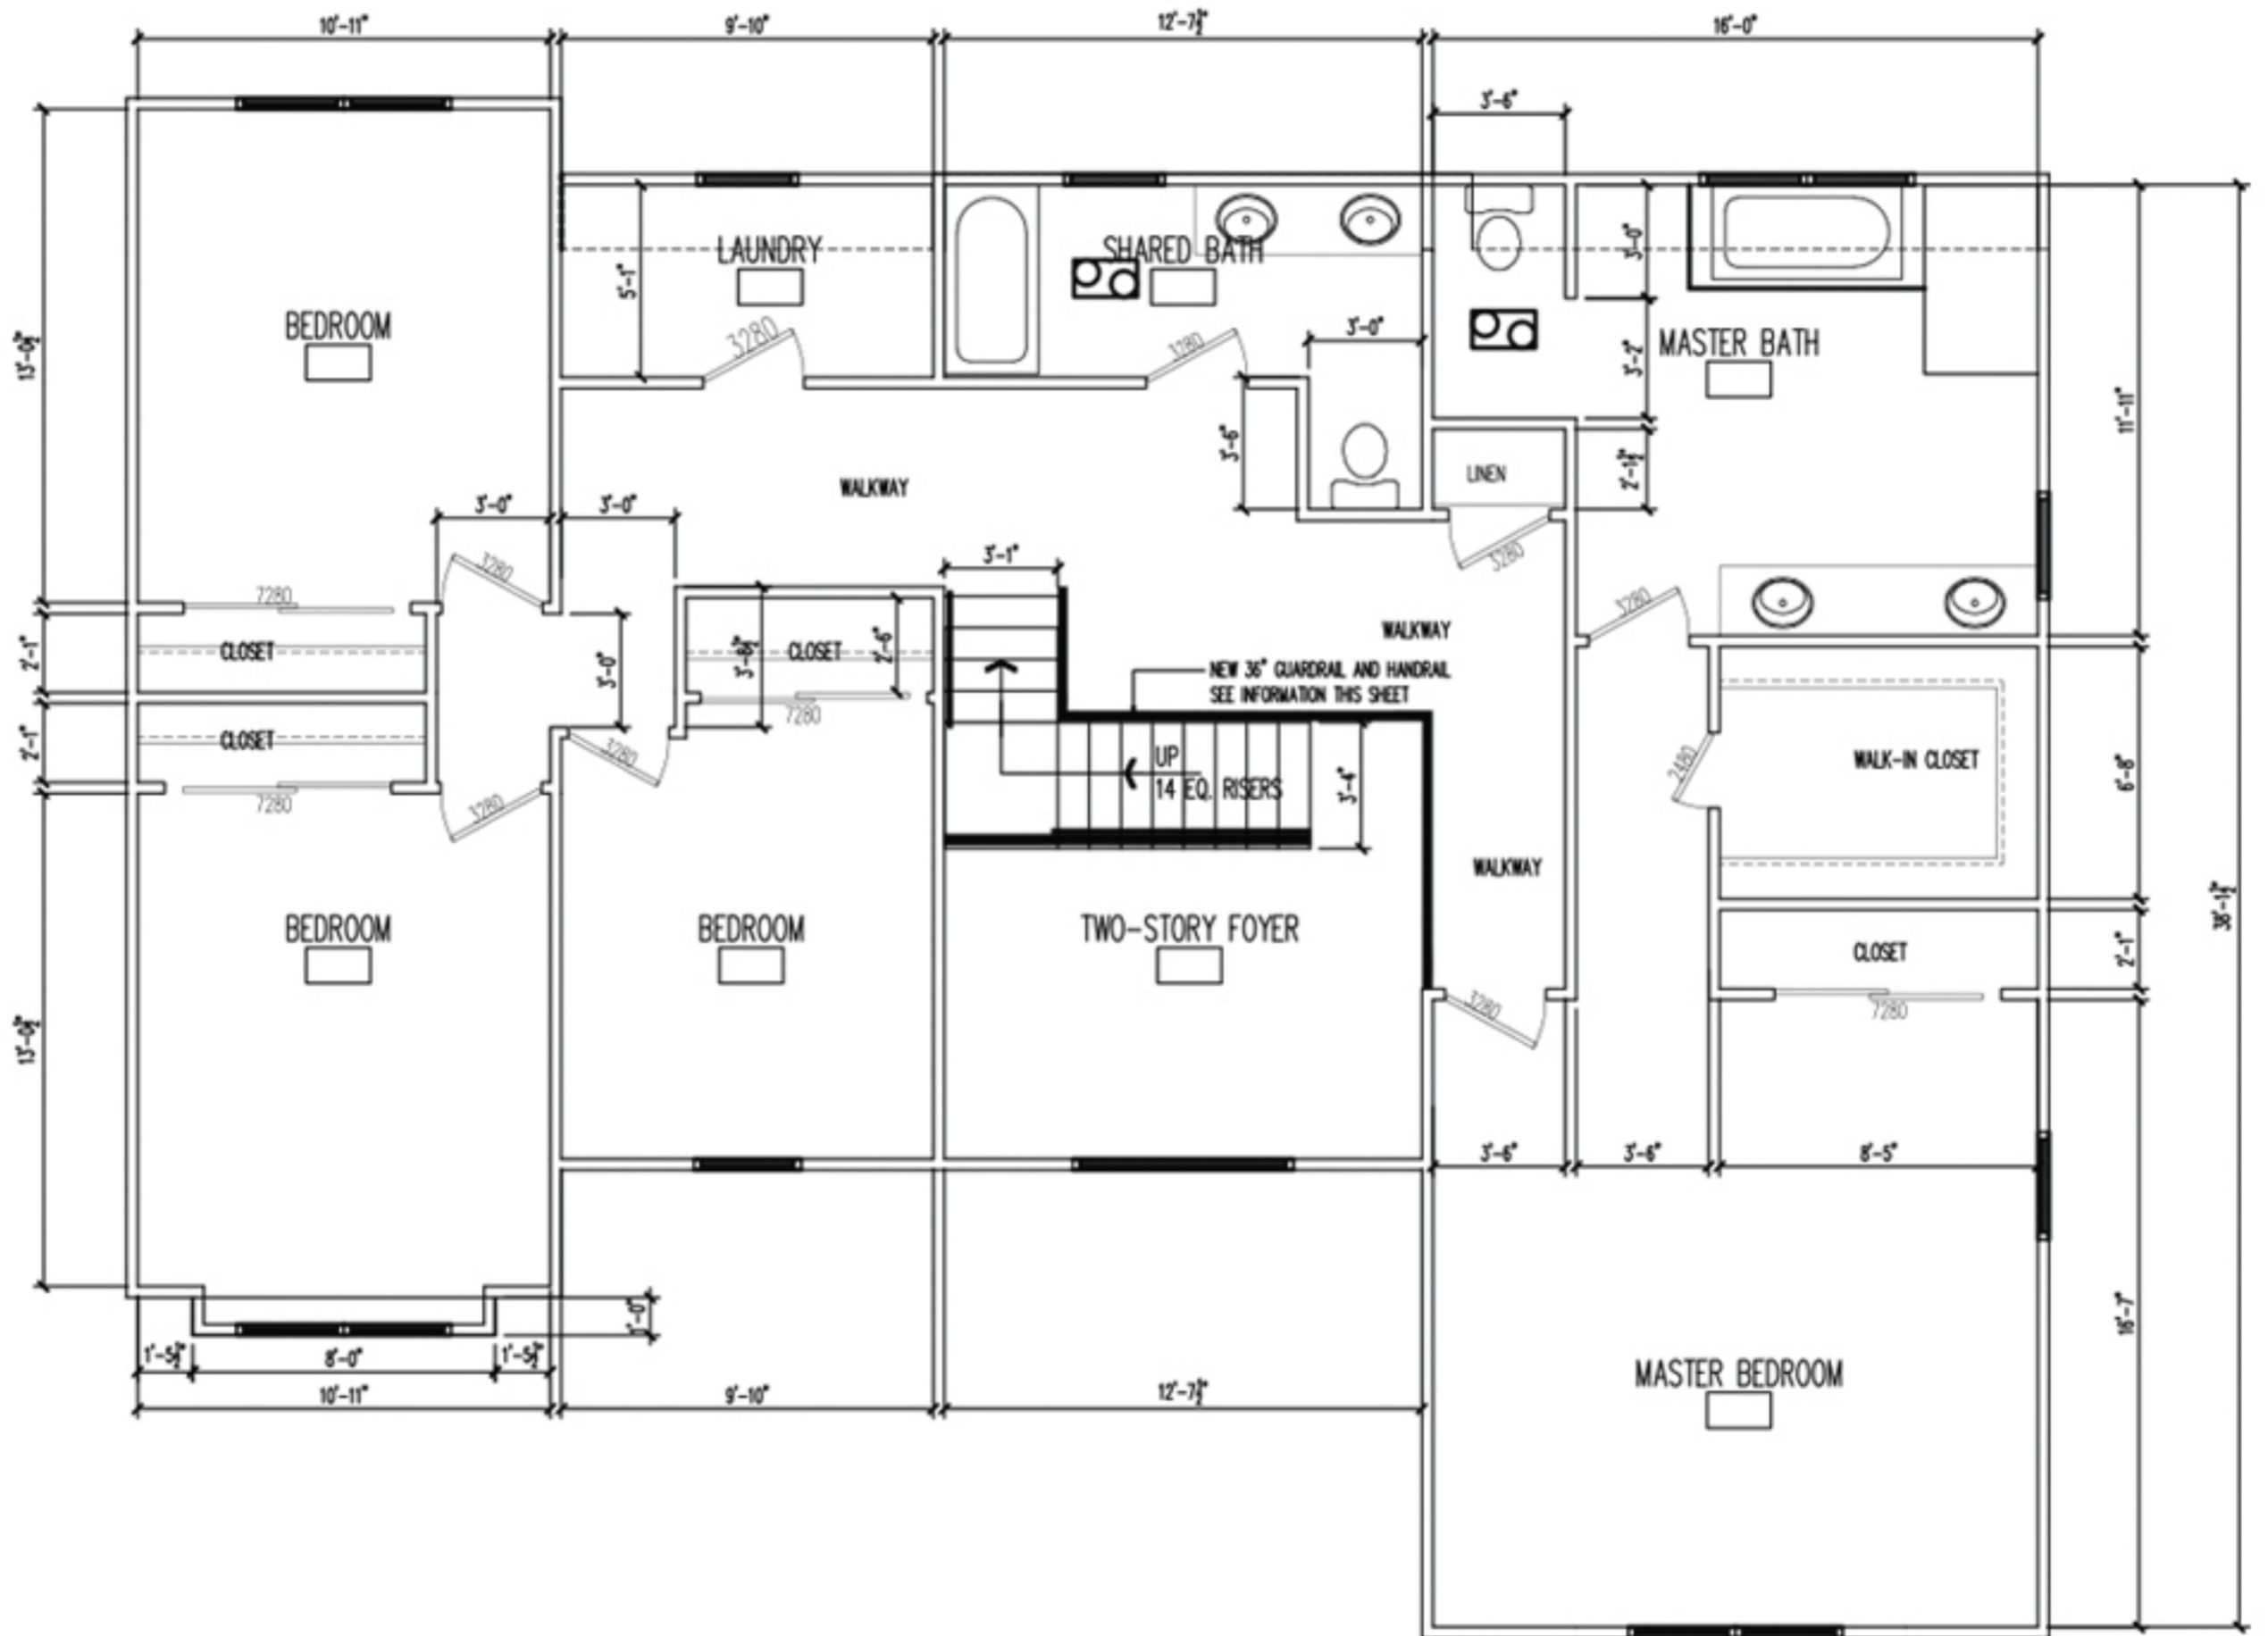 10'-11"
9'-10"
12'-7½"
16'-0"
3'-6"
LAUNDRY
SHARED BATH
3'-0"
5'-1"
3280
3280
3'-0"
BEDROOM
MASTER BATH
3'-2"
13'-0½"
11'-11"
3'-6"
2'-1½"
LINEN
WALKWAY
3'-0"
3'-0"
3280
3'-1"
3280
7280
3280
WALKWAY
2'-1"
CLOSET
3'-0"
3'-8½"
CLOSET
2'-6"
NEW 36" GUARDRAIL AND HANDRAIL
SEE INFORMATION THIS SHEET
7280
2'-1"
CLOSET
3280
UP
14 EQ. RISERS
3'-4"
2480
WALK-IN CLOSET
6'-8"
7280
3280
WALKWAY
38'-1½"
BEDROOM
BEDROOM
TWO-STORY FOYER
CLOSET
2'-1"
3280
7280
13'-0½"
3'-6"
3'-6"
8'-5"
1'-0"
16'-7"
1'-5½"
8'-0"
1'-5½"
10'-11"
9'-10"
12'-7½"
MASTER BEDROOM